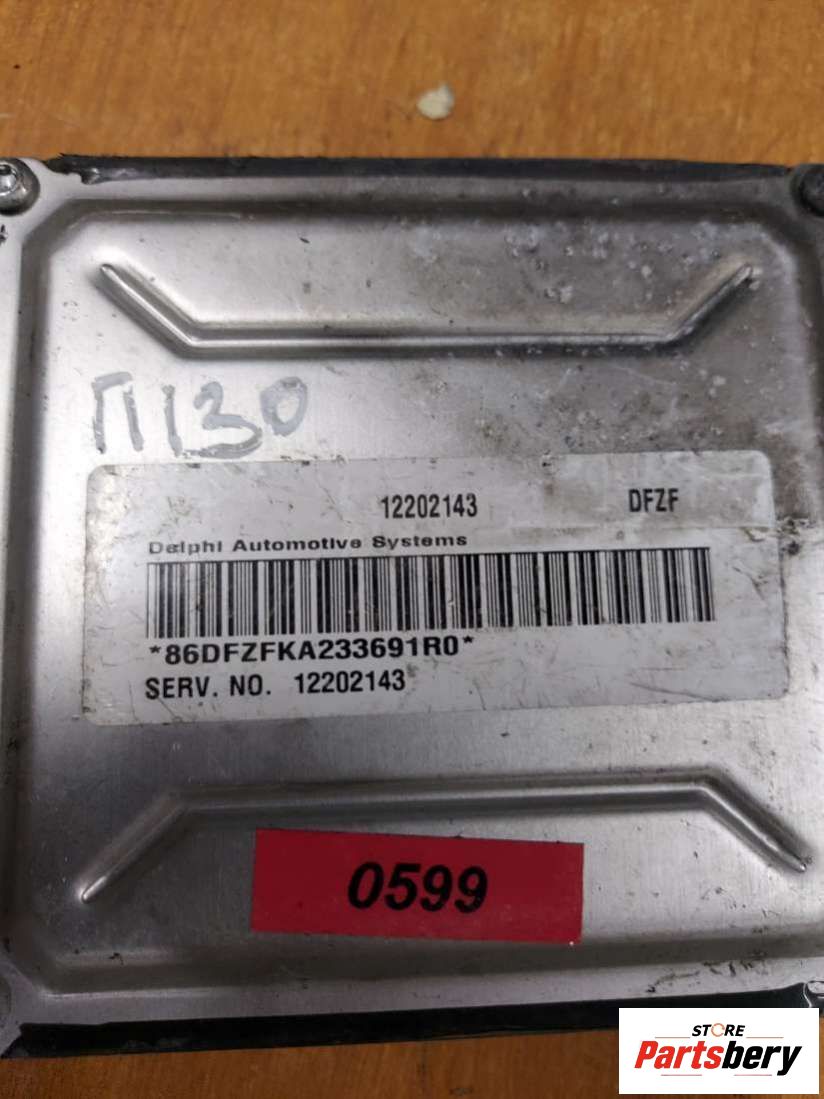 П130
12202143 DFZF
Delphi Automotive Systems
*86DFZFKA233691R0*
SERV. NO. 12202143
0599
STORE
Partsbery